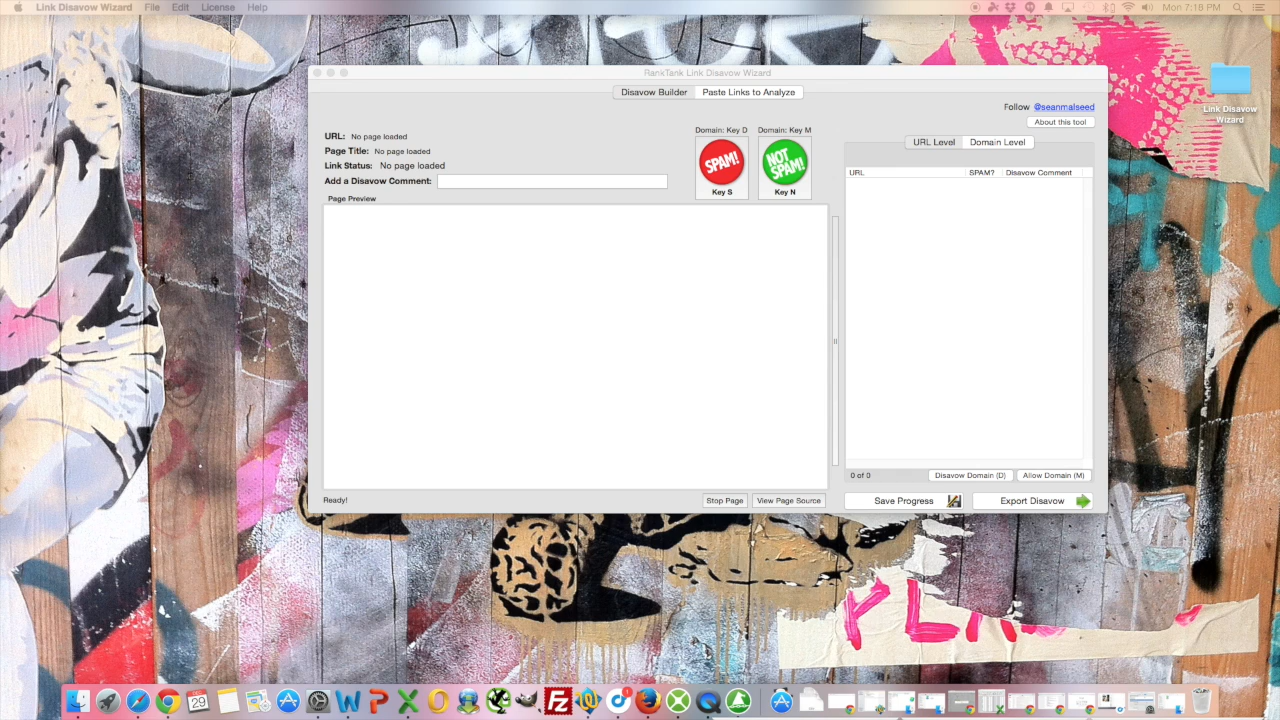 Link Disavow Wizard File Edit License Help Mon 7:18 PM
RankTank Link Disavow Wizard
Disavow Builder Paste Links to Analyze
Follow @seanmalseed
About this tool
Link Disavow
Wizard
URL: No page loaded
Page Title: No page loaded
Link Status: No page loaded
Add a Disavow Comment:
Domain: Key D Domain: Key M
SPAM! NOT SPAM!
Key S Key N
URL Level Domain Level
URL SPAM? Disavow Comment
Page Preview
0 of 0 Disavow Domain (D) Allow Domain (M)
Ready! Stop Page View Page Source
Save Progress Export Disavow
29